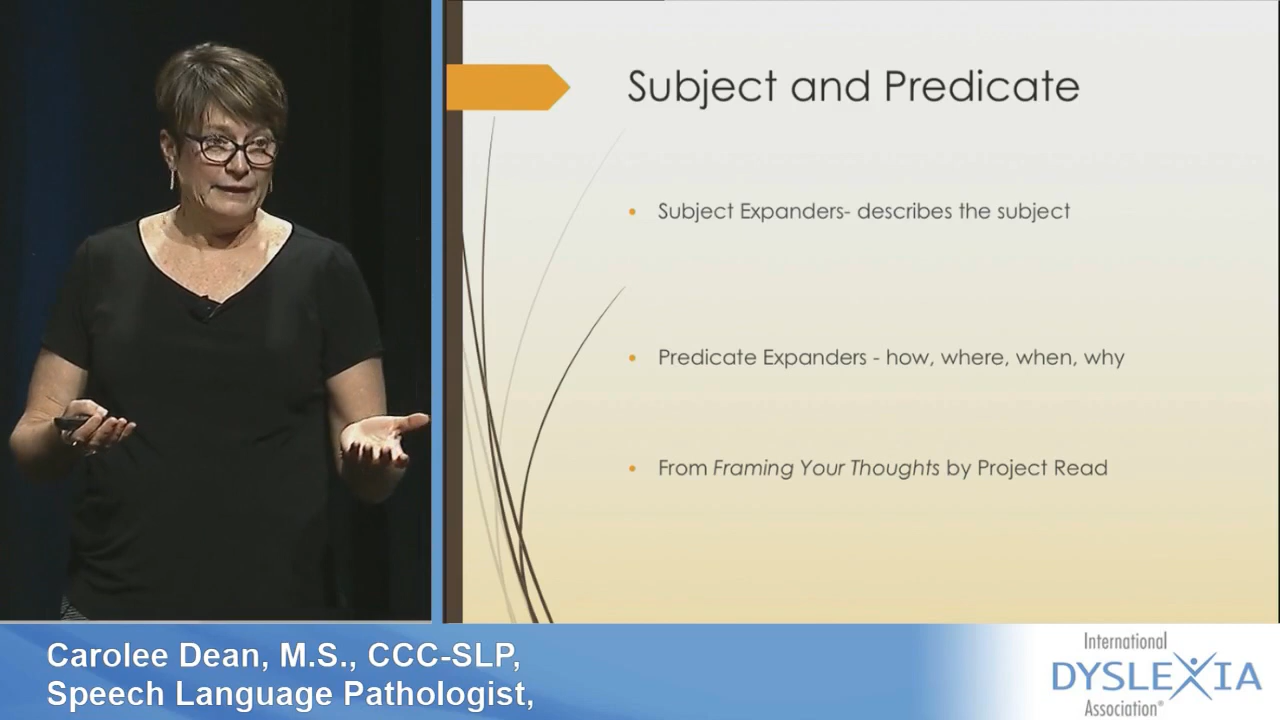 Subject and Predicate
• Subject Expanders- describes the subject
• Predicate Expanders - how, where, when, why
• From Framing Your Thoughts by Project Read
Carolee Dean, M.S., CCC-SLP,
Speech Language Pathologist,
International
DYSLEXIA
Association®